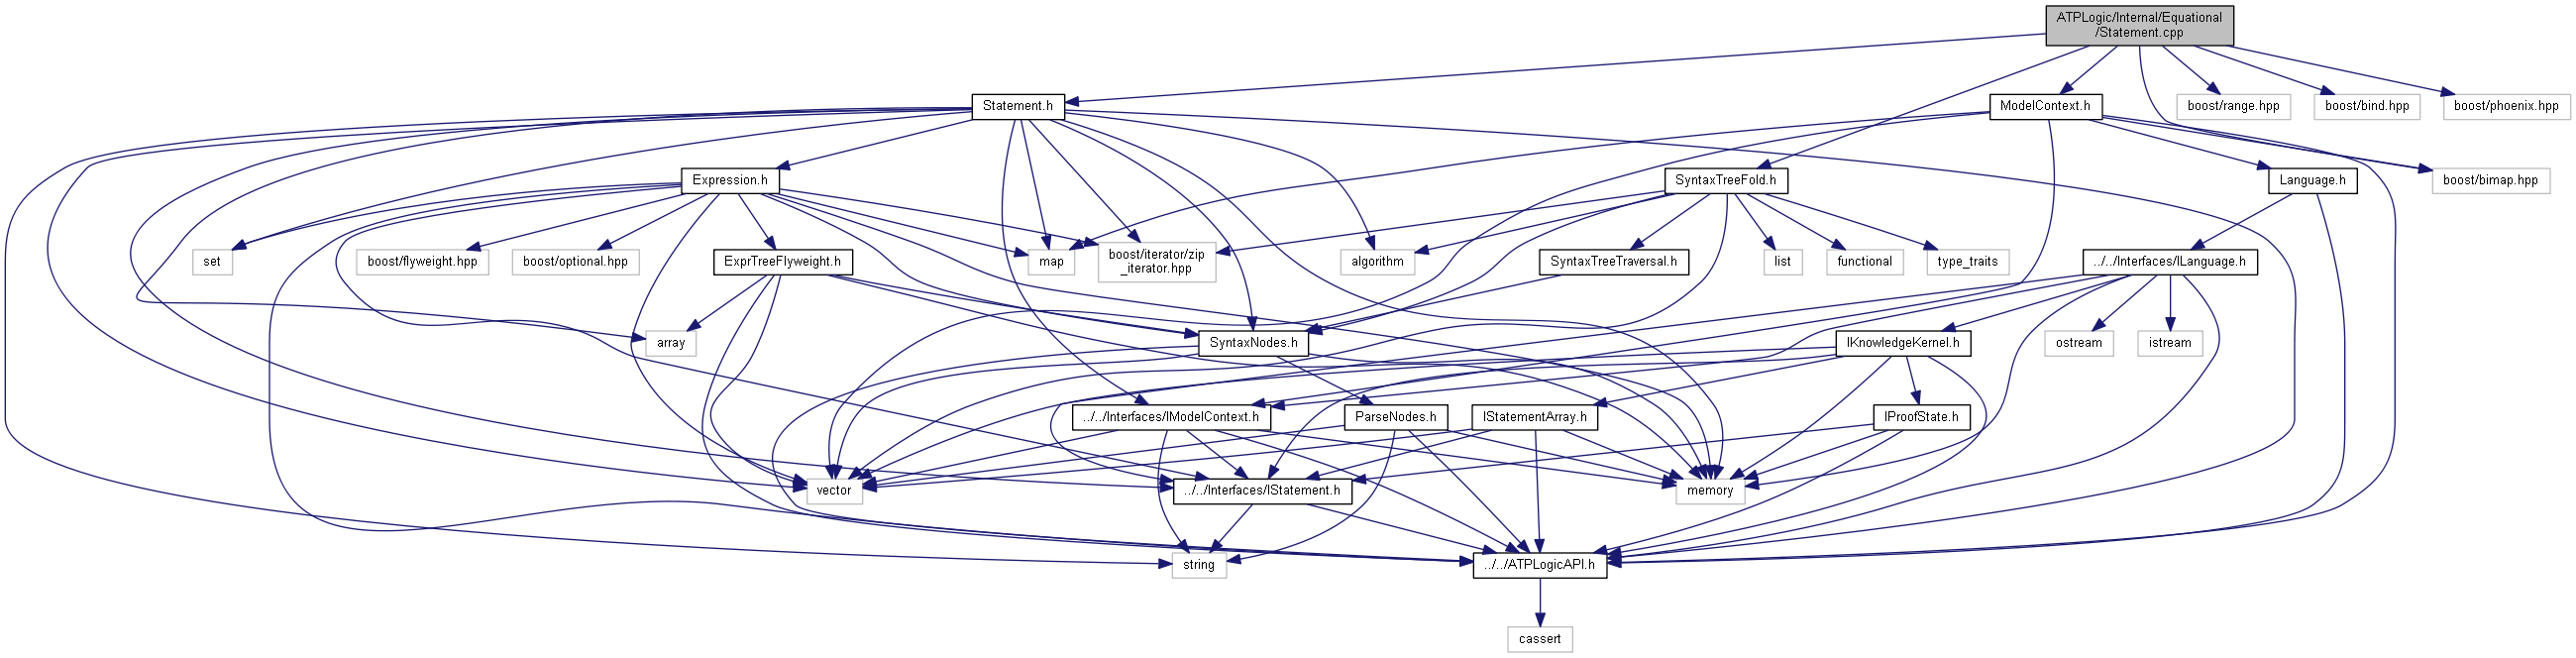 ATPLogic/Internal/Equational
/Statement.cpp
Statement.h
ModelContext.h
boost/range.hpp
boost/bind.hpp
boost/phoenix.hpp
Expression.h
SyntaxTreeFold.h
Language.h
boost/bimap.hpp
set
boost/flyweight.hpp
boost/optional.hpp
ExprTreeFlyweight.h
map
boost/iterator/zip
_iterator.hpp
algorithm
SyntaxTreeTraversal.h
list
functional
type_traits
../../Interfaces/ILanguage.h
array
SyntaxNodes.h
IKnowledgeKernel.h
ostream
istream
../../Interfaces/IModelContext.h
ParseNodes.h
IStatementArray.h
IProofState.h
vector
../../Interfaces/IStatement.h
memory
string
../../ATPLogicAPI.h
cassert